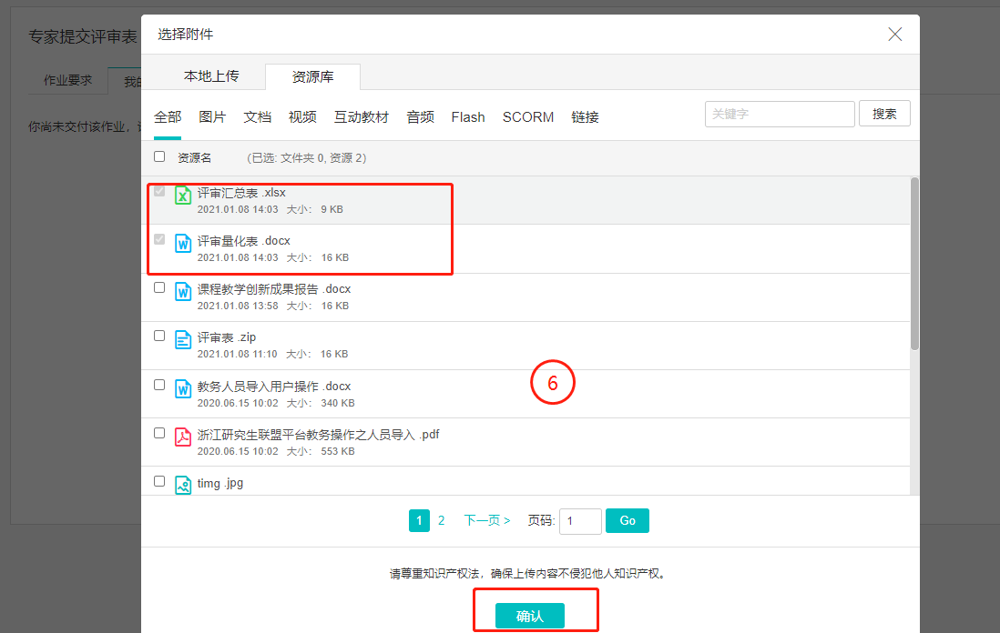 专家提交评审表
作业要求
我的
你尚未交付该作业，
选择附件
本地上传 资源库
全部 图片 文档 视频 互动教材 音频 Flash SCORM 链接
关键字 搜索
资源名 (已选: 文件夹 0, 资源 2)
评审汇总表 .xlsx
2021.01.08 14:03 大小： 9 KB
评审量化表 .docx
2021.01.08 14:03 大小： 16 KB
课程教学创新成果报告 .docx
2021.01.08 13:58 大小： 16 KB
评审表 .zip
2021.01.08 11:10 大小： 16 KB
教务人员导入用户操作 .docx
2020.06.15 10:02 大小： 340 KB
6
浙江研究生联盟平台教务操作之人员导入 .pdf
2020.06.15 10:02 大小： 553 KB
timg .jpg
1 2 下一页 > 页码: 1 Go
请尊重知识产权法，确保上传内容不侵犯他人知识产权。
确认